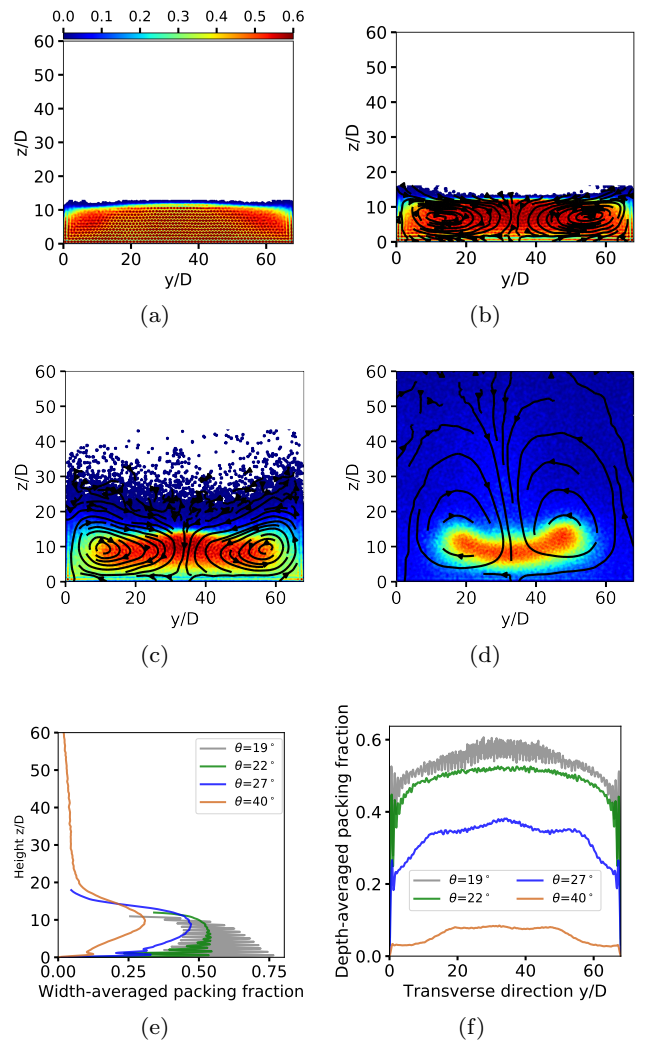 0.0 0.1 0.2 0.3 0.4 0.5 0.6
60
50
40
30
20
10
0
z/D
0 20 40 60
y/D
(a)
60
50
40
30
20
10
0
z/D
0 20 40 60
y/D
(b)
60
50
40
30
20
10
0
z/D
0 20 40 60
y/D
(c)
60
50
40
30
20
10
0
z/D
0 20 40 60
y/D
(d)
60
50
40
30
20
10
0
Height z/D
θ=19°
θ=22°
θ=27°
θ=40°
0.00 0.25 0.50 0.75
Width-averaged packing fraction
(e)
0.6
0.4
0.2
0.0
Depth-averaged packing fraction
θ=19° θ=27°
θ=22° θ=40°
0 20 40 60
Transverse direction y/D
(f)